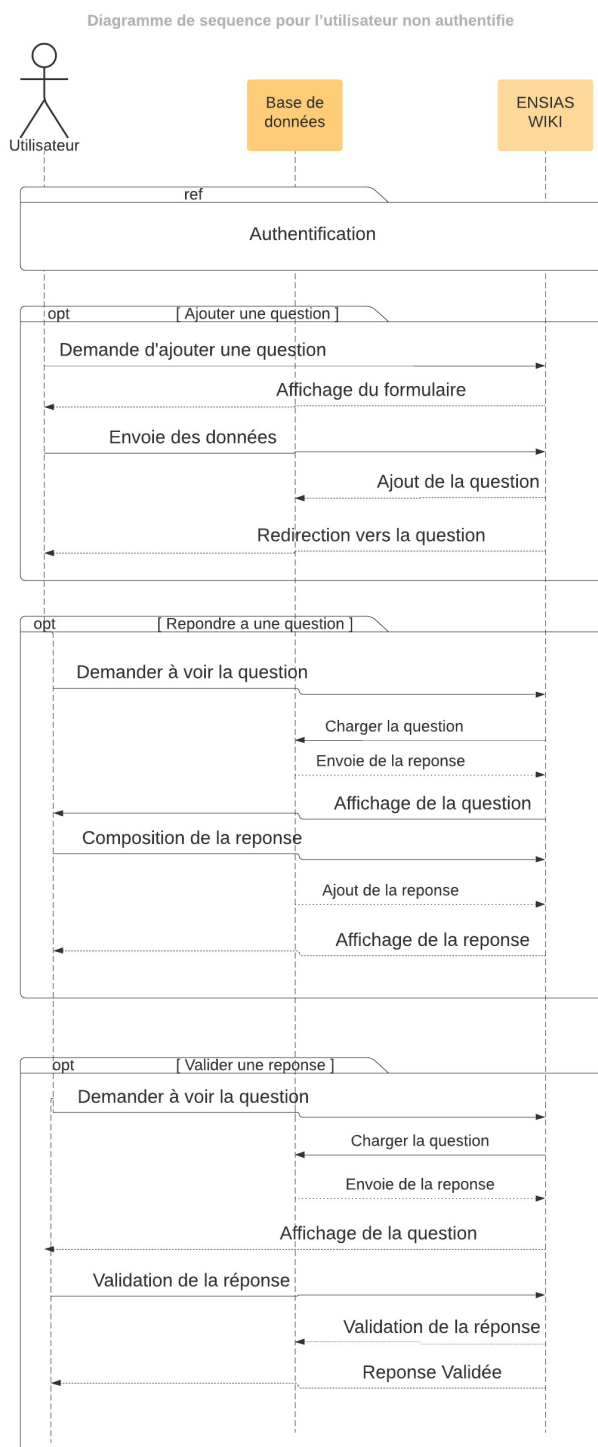 Diagramme de sequence pour l'utilisateur non authentifie
Utilisateur
Base de
données
ENSIAS
WIKI
ref
Authentification
opt [ Ajouter une question ]
Demande d'ajouter une question
Affichage du formulaire
Envoie des données
Ajout de la question
Redirection vers la question
opt [ Repondre a une question ]
Demander à voir la question
Charger la question
Envoie de la reponse
Affichage de la question
Composition de la reponse
Ajout de la reponse
Affichage de la reponse
opt [ Valider une reponse ]
Demander à voir la question
Charger la question
Envoie de la reponse
Affichage de la question
Validation de la réponse
Validation de la réponse
Reponse Validée